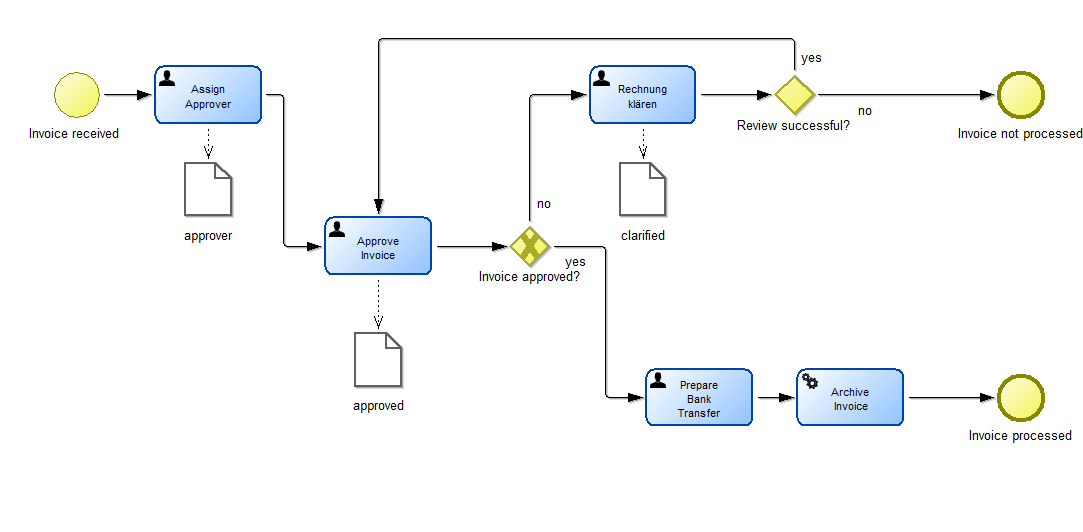 yes
Assign
Approver
Rechnung
klären
no
Invoice received
Review successful?
Invoice not processed
no
approver
clarified
Approve
Invoice
yes
Invoice approved?
approved
Prepare
Bank
Transfer
Archive
Invoice
Invoice processed